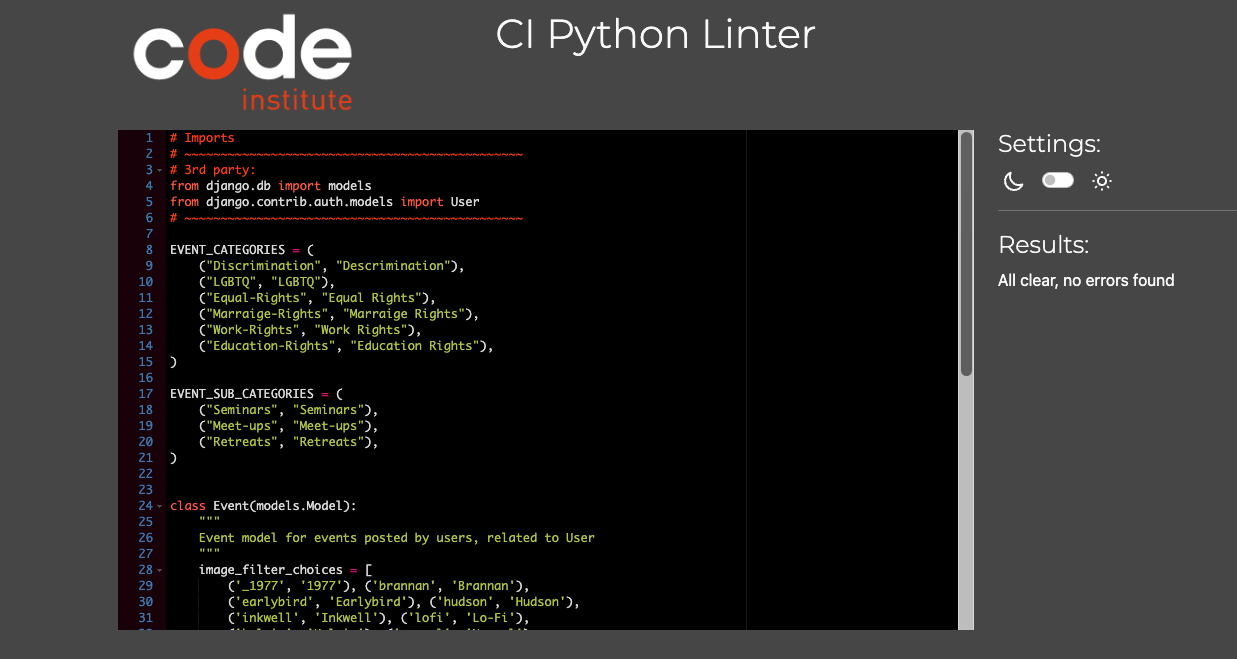 code
institute
CI Python Linter
1 # Imports
2 # ~~~~~~~~~~~~~~~~~~~~~~~~~~~~~~~~~~~~~~~~~~~~~~~
3 # 3rd party:
4 from django.db import models
5 from django.contrib.auth.models import User
6 # ~~~~~~~~~~~~~~~~~~~~~~~~~~~~~~~~~~~~~~~~~~~~~~~
7
8 EVENT_CATEGORIES = (
9     ("Discrimination", "Descrimination"),
10     ("LGBTQ", "LGBTQ"),
11     ("Equal-Rights", "Equal Rights"),
12     ("Marraige-Rights", "Marraige Rights"),
13     ("Work-Rights", "Work Rights"),
14     ("Education-Rights", "Education Rights"),
15 )
16
17 EVENT_SUB_CATEGORIES = (
18     ("Seminars", "Seminars"),
19     ("Meet-ups", "Meet-ups"),
20     ("Retreats", "Retreats"),
21 )
22
23
24 class Event(models.Model):
25     """
26     Event model for events posted by users, related to User
27     """
28     image_filter_choices = [
29         ('_1977', '1977'), ('brannan', 'Brannan'),
30         ('earlybird', 'Earlybird'), ('hudson', 'Hudson'),
31         ('inkwell', 'Inkwell'), ('lofi', 'Lo-Fi'),
Settings:
Results:
All clear, no errors found